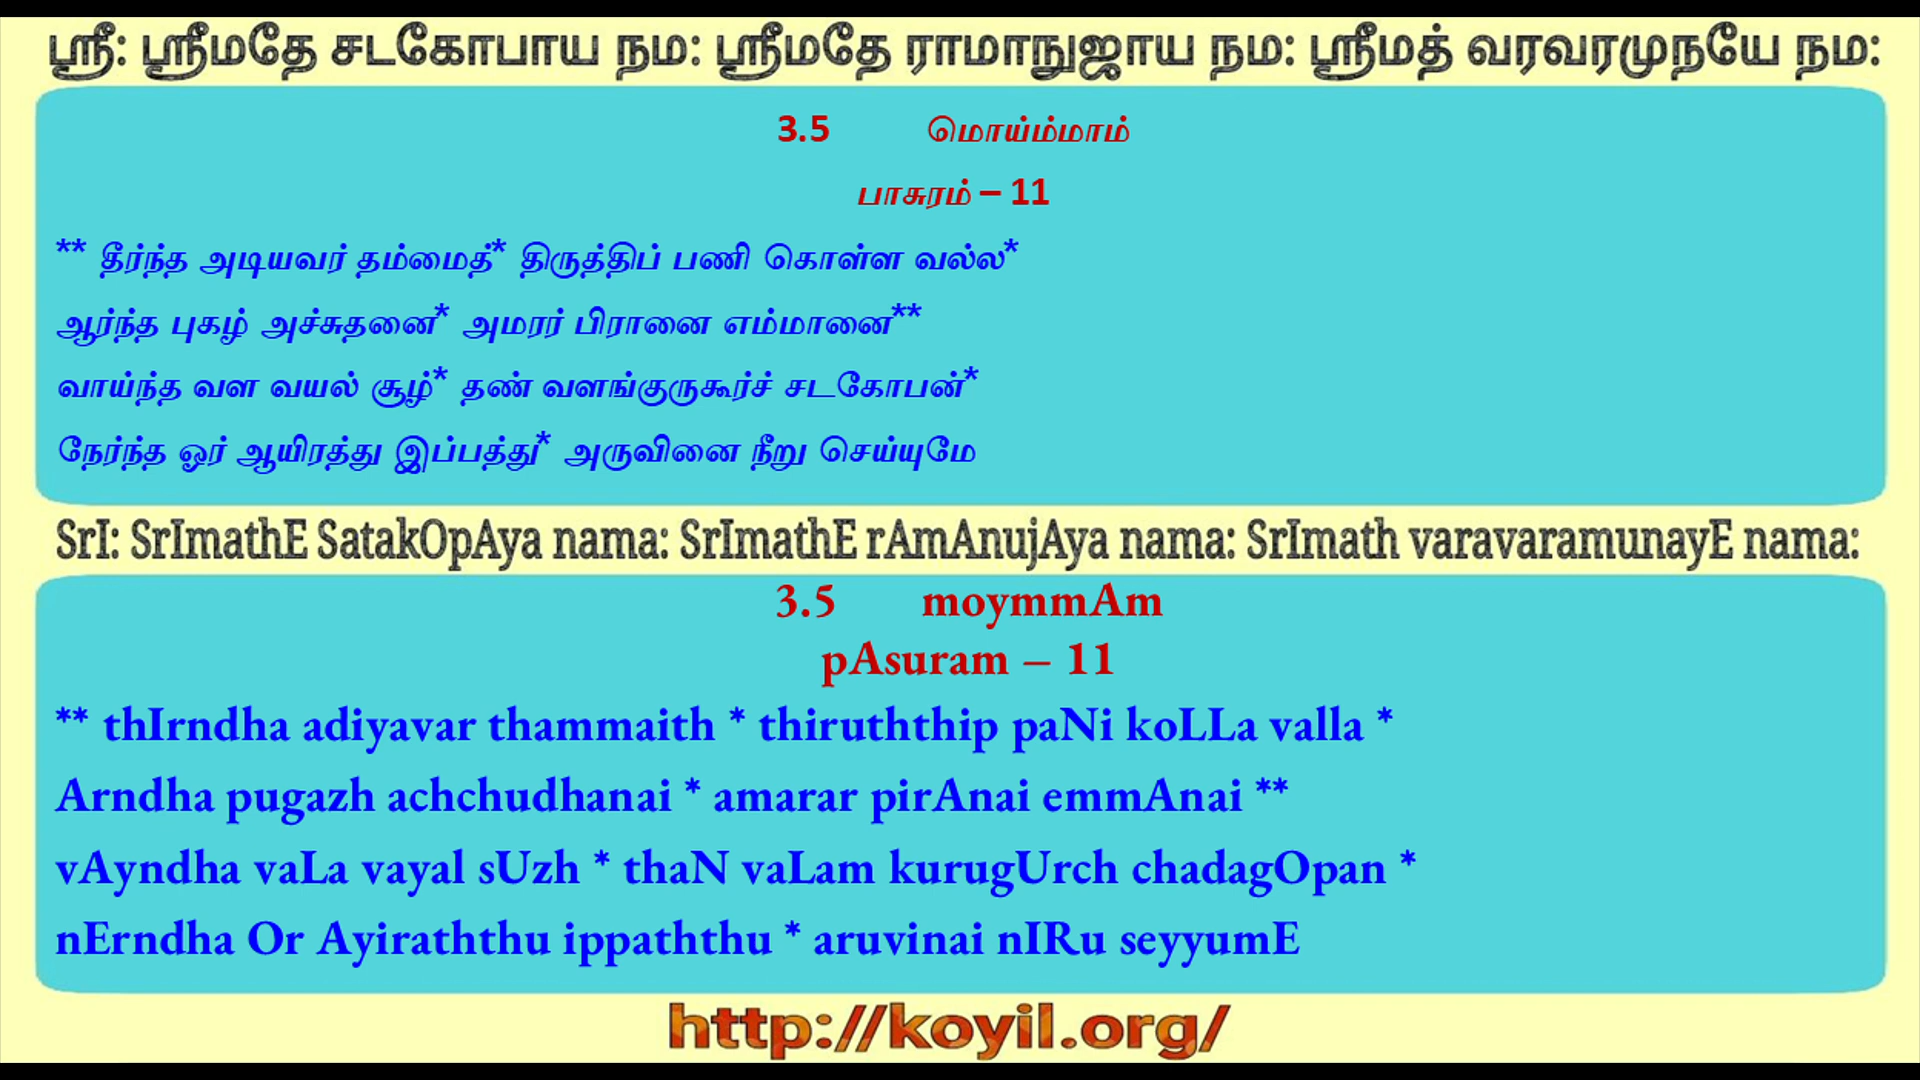 ஸ்ரீ: ஸ்ரீமதே சடகோபாய நம: ஸ்ரீமதே ராமாநுஜாய நம: ஸ்ரீமத் வரவரமுநயே நம:
3.5 மொய்ம்மாம்
பாசுரம் – 11
** தீர்ந்த அடியவர் தம்மைத்* திருத்திப் பணி கொள்ள வல்ல*
ஆர்ந்த புகழ் அச்சுதனை* அமரர் பிரானை எம்மானை**
வாய்ந்த வள வயல் சூழ்* தண் வளங்குருகூர்ச் சடகோபன்*
நேர்ந்த ஓர் ஆயிரத்து இப்பத்து* அருவினை நீறு செய்யுமே
SrI: SrImathE SatakOpAya nama: SrImathE rAmAnujAya nama: SrImath varavaramunayE nama:
3.5 moymmAm
pAsuram – 11
** thIrndha adiyavar thammaith * thiruththip paNi koLLa valla *
Arndha pugazh achchudhanai * amarar pirAnai emmAnai **
vAyndha vaLa vayal sUzh * thaN vaLam kurugUrch chadagOpan *
nErndha Or Ayiraththu ippaththu * aruvinai nIRu seyyumE
http://koyil.org/